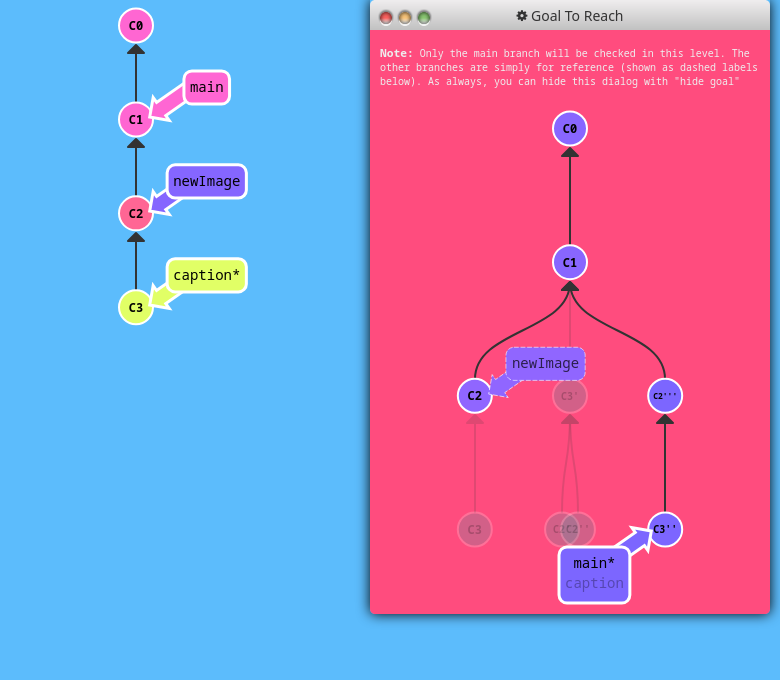 C0
main
C1
newImage
C2
caption*
C3
Goal To Reach
Note: Only the main branch will be checked in this level. The
other branches are simply for reference (shown as dashed labels
below). As always, you can hide this dialog with "hide goal"
C0
C1
newImage
C2
C3'
C2'''
C3
C2''
C3''
main*
caption